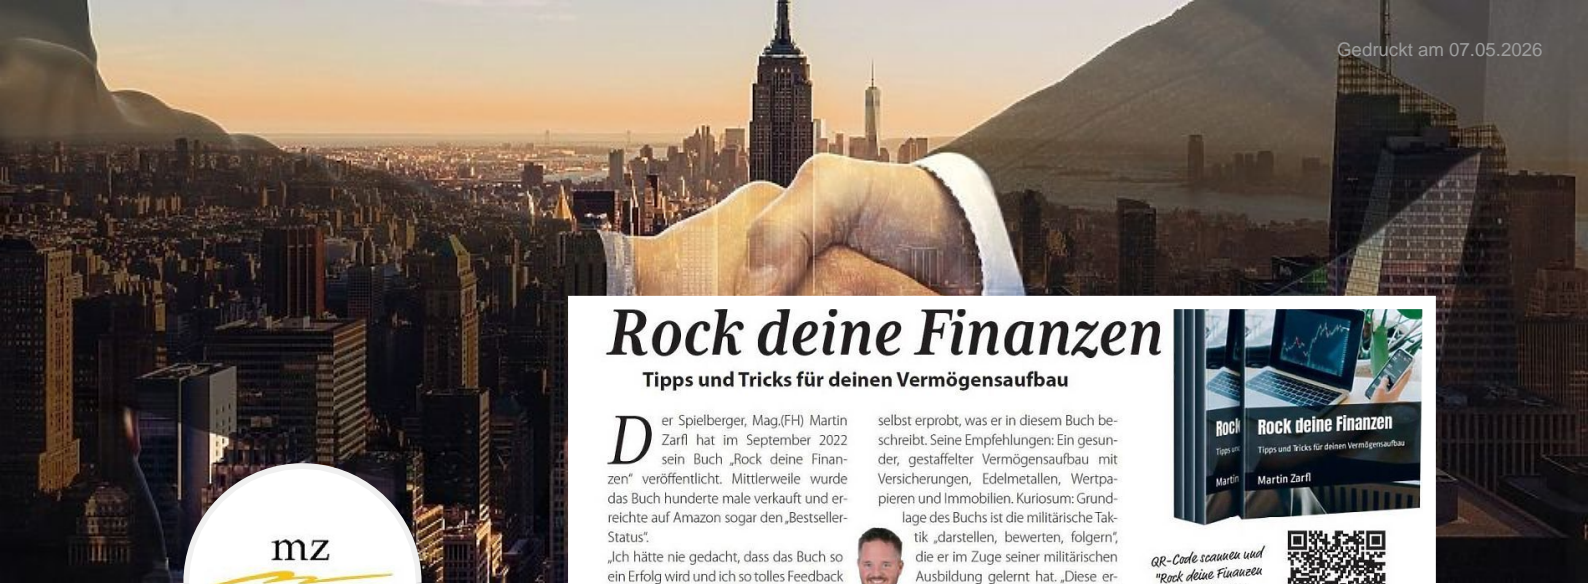 Gedruckt am 07.05.2026
Rock deine Finanzen
Tipps und Tricks für deinen Vermögensaufbau
Der Spielberger, Mag.(FH) Martin
Zarfl hat im September 2022
sein Buch „Rock deine Finan-
zen“ veröffentlicht. Mittlerweile wurde
das Buch hunderte male verkauft und er-
reichte auf Amazon sogar den „Bestseller-
Status“.
„Ich hätte nie gedacht, dass das Buch so
ein Erfolg wird und ich so tolles Feedback
selbst erprobt, was er in diesem Buch be-
schreibt. Seine Empfehlungen: Ein gesun-
der, gestaffelter Vermögensaufbau mit
Versicherungen, Edelmetallen, Wertpa-
pieren und Immobilien. Kuriosum: Grund-
lage des Buchs ist die militärische Tak-
tik „darstellen, bewerten, folgern“,
die er im Zuge seiner militärischen
Ausbildung gelernt hat. „Diese er-
Rock
Tipps un
Martin
Rock deine Finanzen
Tipps und Tricks für deinen Vermögensaufbau
Martin Zarfl
QR-Code scannen und
"Rock deine Finanzen
mz